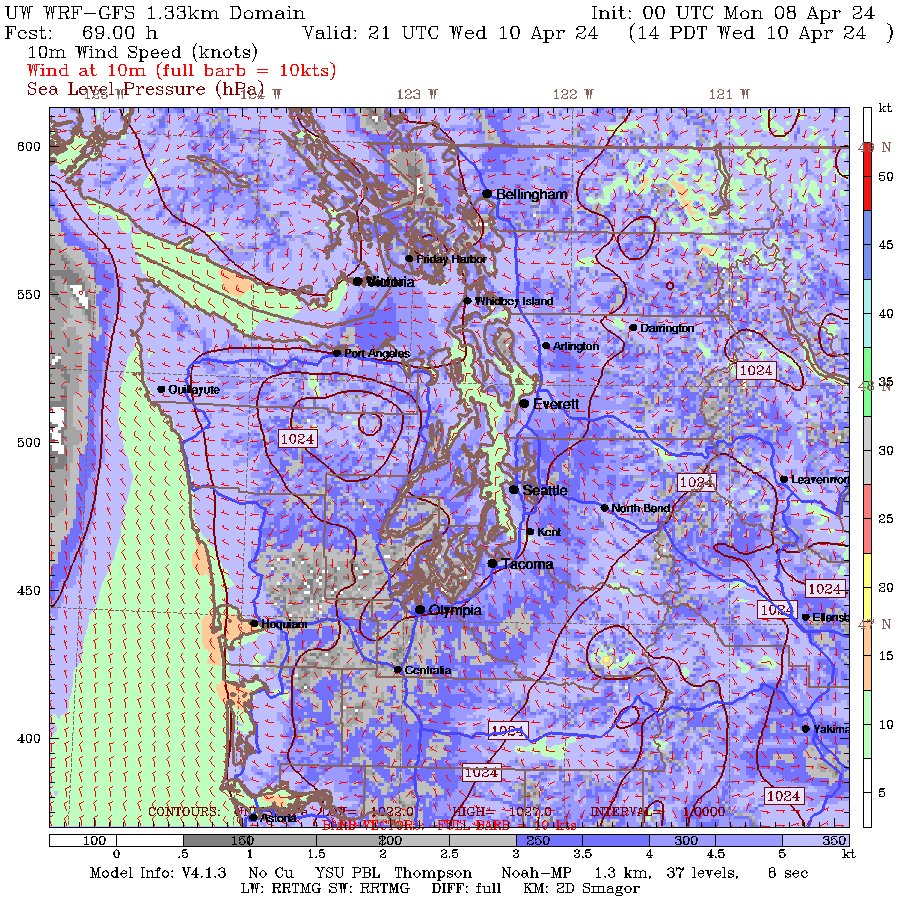 UW WRF-GFS 1.33km Domain Init: 00 UTC Mon 08 Apr 24
Fcst: 69.00 h Valid: 21 UTC Wed 10 Apr 24 (14 PDT Wed 10 Apr 24 )
10m Wind Speed (knots)
Wind at 10m (full barb = 10kts)
Sea Level Pressure (hPa)
125 W 124 W 123 W 122 W 121 W
kt
600
49 N
50
Bellingham
45
Friday Harbor
Victoria
550
Whidbey Island
40
Darrington
Arlington
Port Angeles
1024
35
48 N
Quillayute
Everett
1024
500
30
1024
Leavenwor
Seattle
North Bend
25
Kent
Tacoma
450
1024
20
Olympia
1024
Ellensb
Hoquiam
47 N
Centralia
15
1024
Yakima
400
10
1024
1024
5
CONTOURS: LOW= 1022.0 HIGH= 1027.0 INTERVAL=
Astoria
BARB VECTORS: FULL BARB = 10 kts
100 150 200 250 300 350
0 .5 1 1.5 2 2.5 3 3.5 4 4.5 5 kt
Model Info: V4.1.3 No Cu YSU PBL Thompson Noah-MP 1.3 km, 37 levels, 8 sec
LW: RRTMG SW: RRTMG DIFF: full KM: 2D Smagor